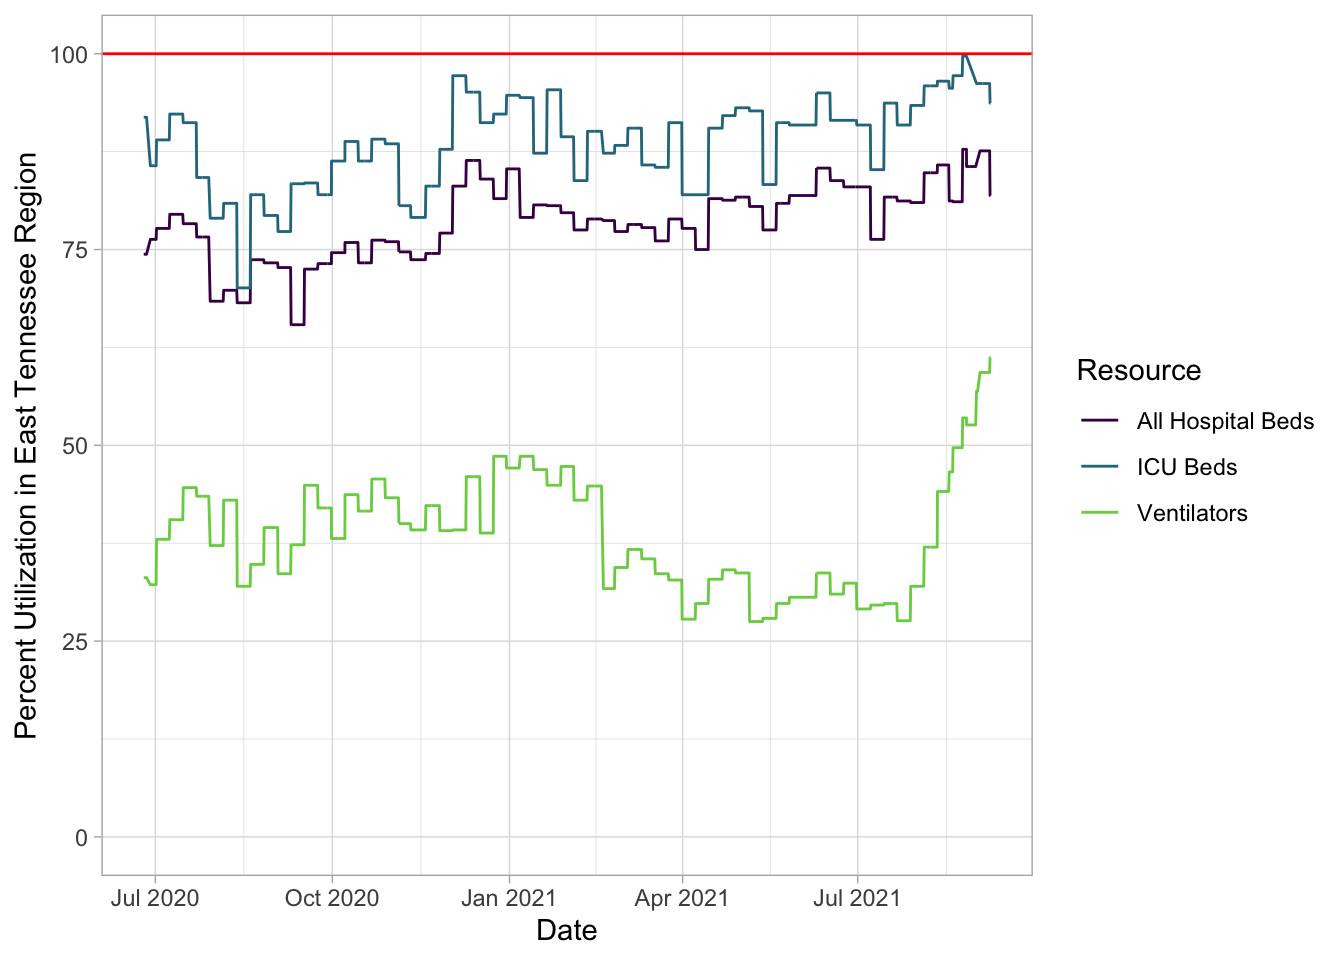 Percent Utilization in East Tennessee Region
100
75
50
25
0
Jul 2020
Oct 2020
Jan 2021
Apr 2021
Jul 2021
Date
Resource
All Hospital Beds
ICU Beds
Ventilators